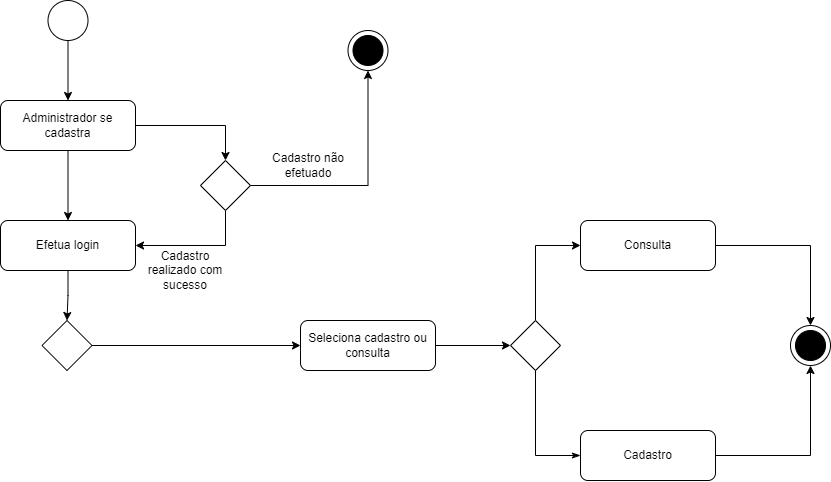 Administrador se
cadastra
Cadastro não
efetuado
Efetua login
Cadastro
realizado com
sucesso
Consulta
Seleciona cadastro ou
consulta
Cadastro